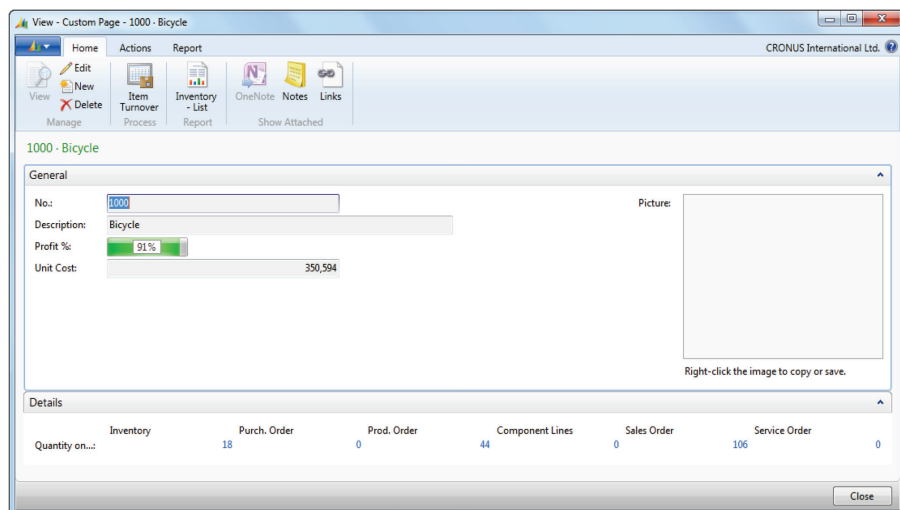 View - Custom Page - 1000 · Bicycle
Home Actions Report CRONUS International Ltd.
View Edit New Delete Item Turnover Inventory - List OneNote Notes Links
Manage Process Report Show Attached
1000 · Bicycle
General
No.: 1000 Picture:
Description: Bicycle
Profit %: 91%
Unit Cost: 350,594
Right-click the image to copy or save.
Details
Inventory Purch. Order Prod. Order Component Lines Sales Order Service Order
Quantity on...: 18 0 44 0 106 0
Close